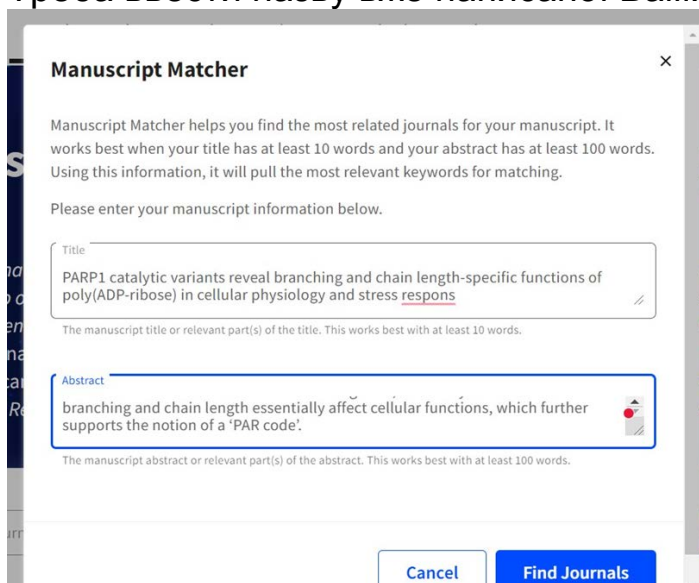 Manuscript Matcher
×
Manuscript Matcher helps you find the most related journals for your manuscript. It
works best when your title has at least 10 words and your abstract has at least 100 words.
Using this information, it will pull the most relevant keywords for matching.
Please enter your manuscript information below.
Title
PARP1 catalytic variants reveal branching and chain length-specific functions of
poly(ADP-ribose) in cellular physiology and stress respons
The manuscript title or relevant part(s) of the title. This works best with at least 10 words.
Abstract
branching and chain length essentially affect cellular functions, which further
supports the notion of a ‘PAR code’.
The manuscript abstract or relevant part(s) of the abstract. This works best with at least 100 words.
Cancel
Find Journals